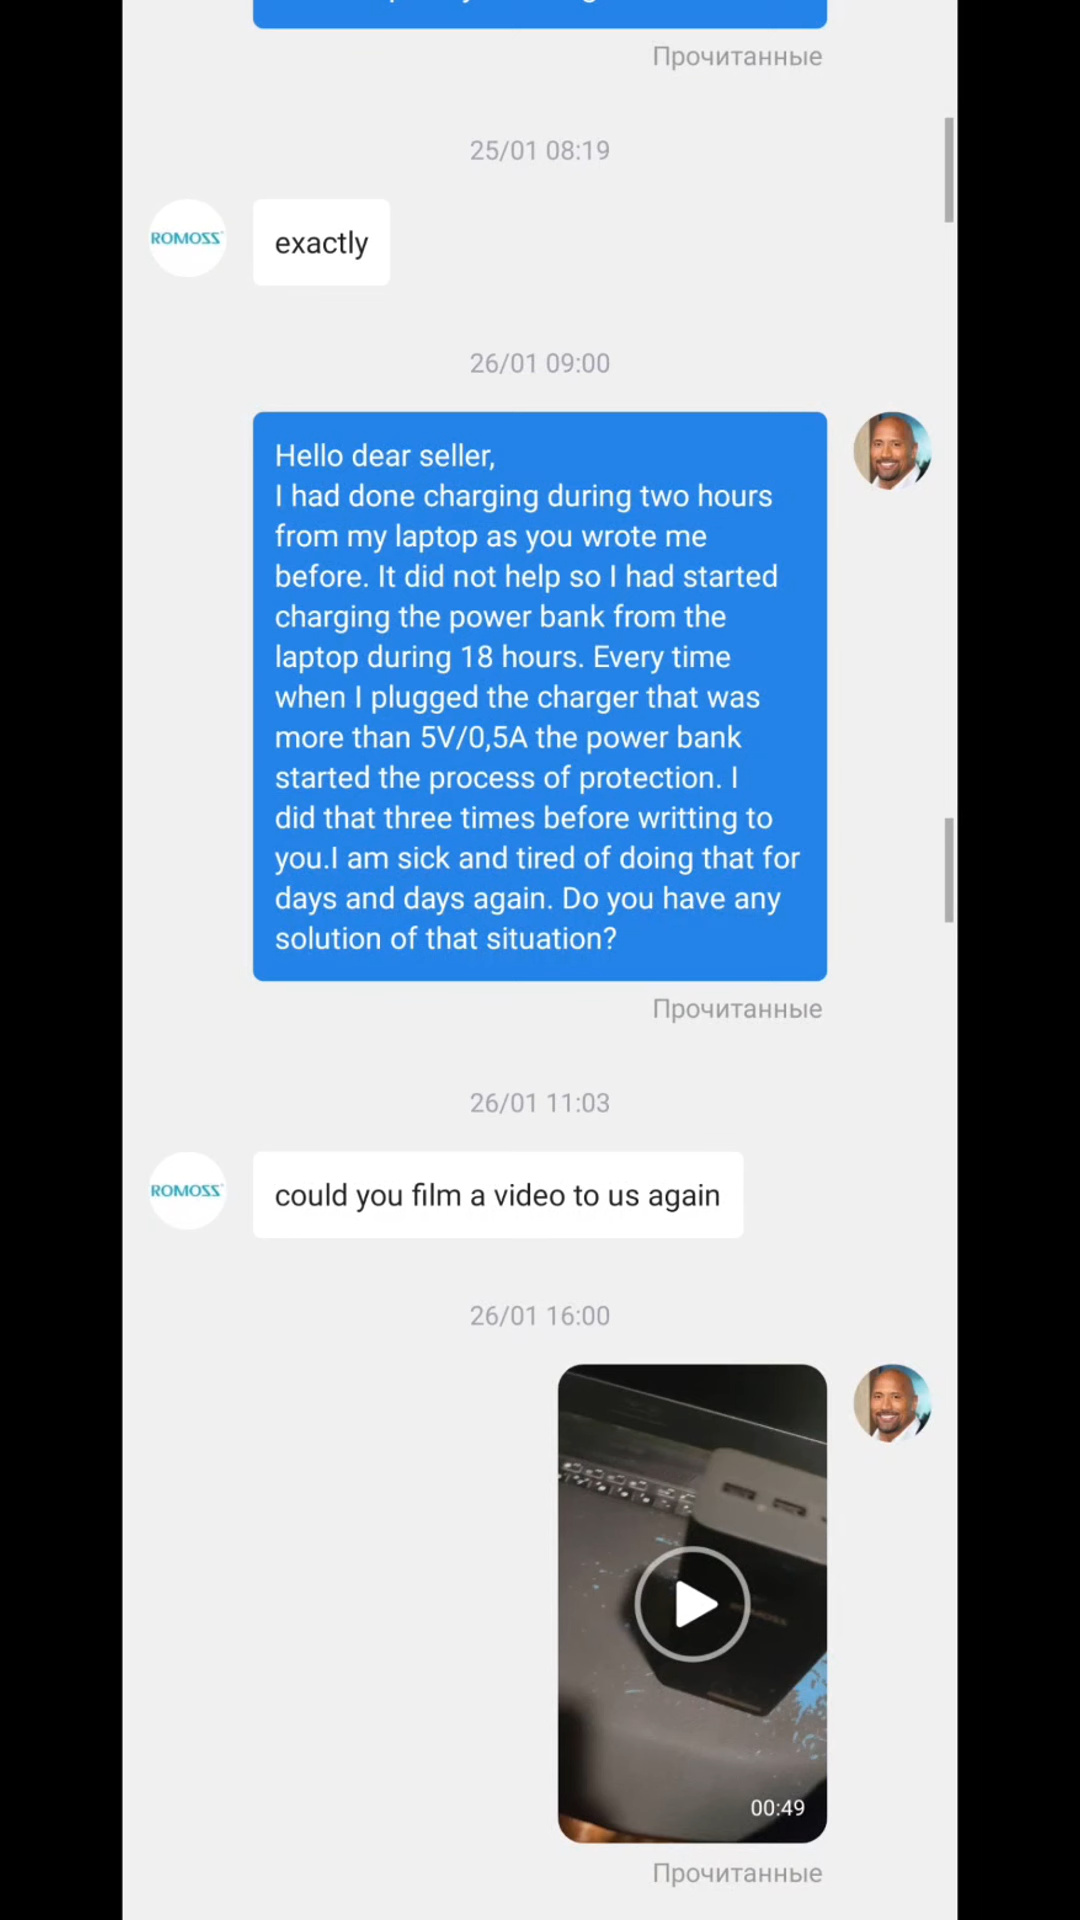 Прочитанные
25/01 08:19
ROMOSS
exactly
26/01 09:00
Hello dear seller,
I had done charging during two hours
from my laptop as you wrote me
before. It did not help so I had started
charging the power bank from the
laptop during 18 hours. Every time
when I plugged the charger that was
more than 5V/0,5A the power bank
started the process of protection. I
did that three times before writting to
you.I am sick and tired of doing that for
days and days again. Do you have any
solution of that situation?
Прочитанные
26/01 11:03
ROMOSS
could you film a video to us again
26/01 16:00
ROMOSS
00:49
Прочитанные